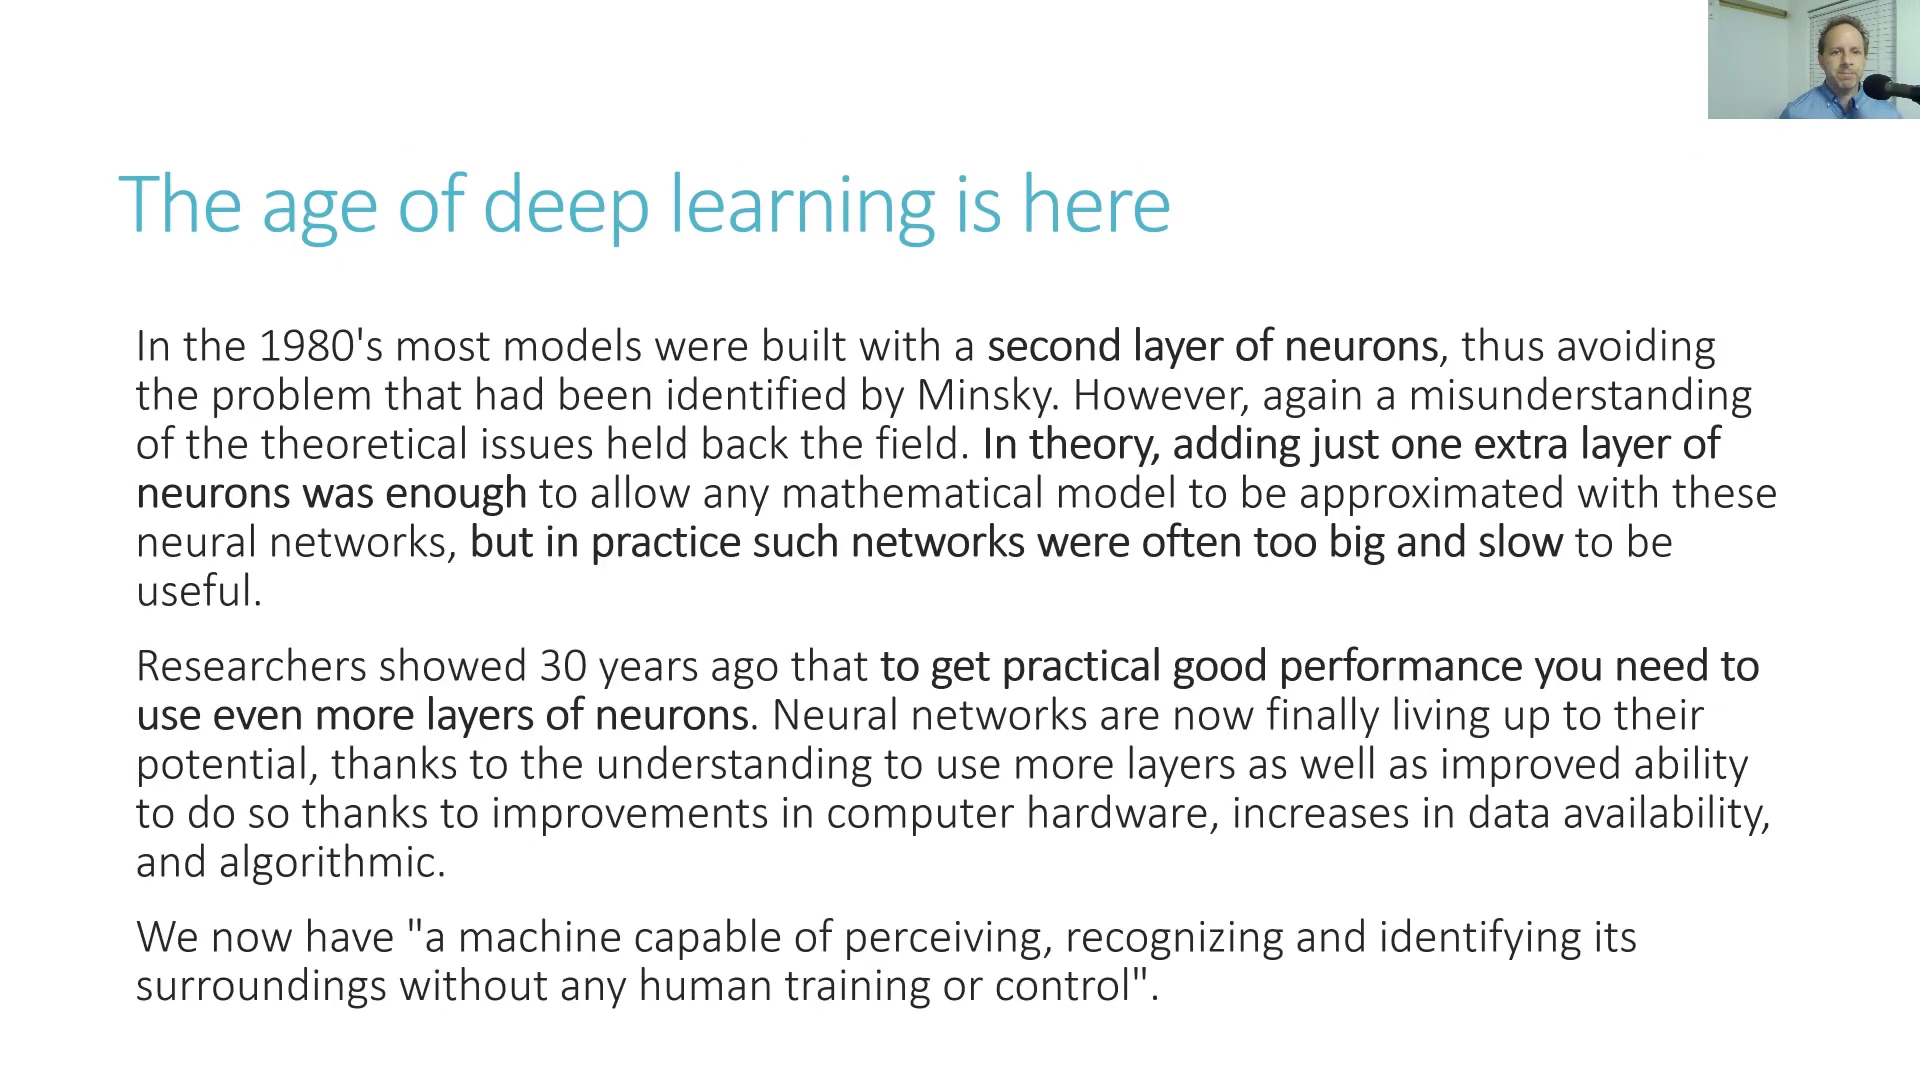 The age of deep learning is here
In the 1980's most models were built with a second layer of neurons, thus avoiding
the problem that had been identified by Minsky. However, again a misunderstanding
of the theoretical issues held back the field. In theory, adding just one extra layer of
neurons was enough to allow any mathematical model to be approximated with these
neural networks, but in practice such networks were often too big and slow to be
useful.
Researchers showed 30 years ago that to get practical good performance you need to
use even more layers of neurons. Neural networks are now finally living up to their
potential, thanks to the understanding to use more layers as well as improved ability
to do so thanks to improvements in computer hardware, increases in data availability,
and algorithmic.
We now have "a machine capable of perceiving, recognizing and identifying its
surroundings without any human training or control".